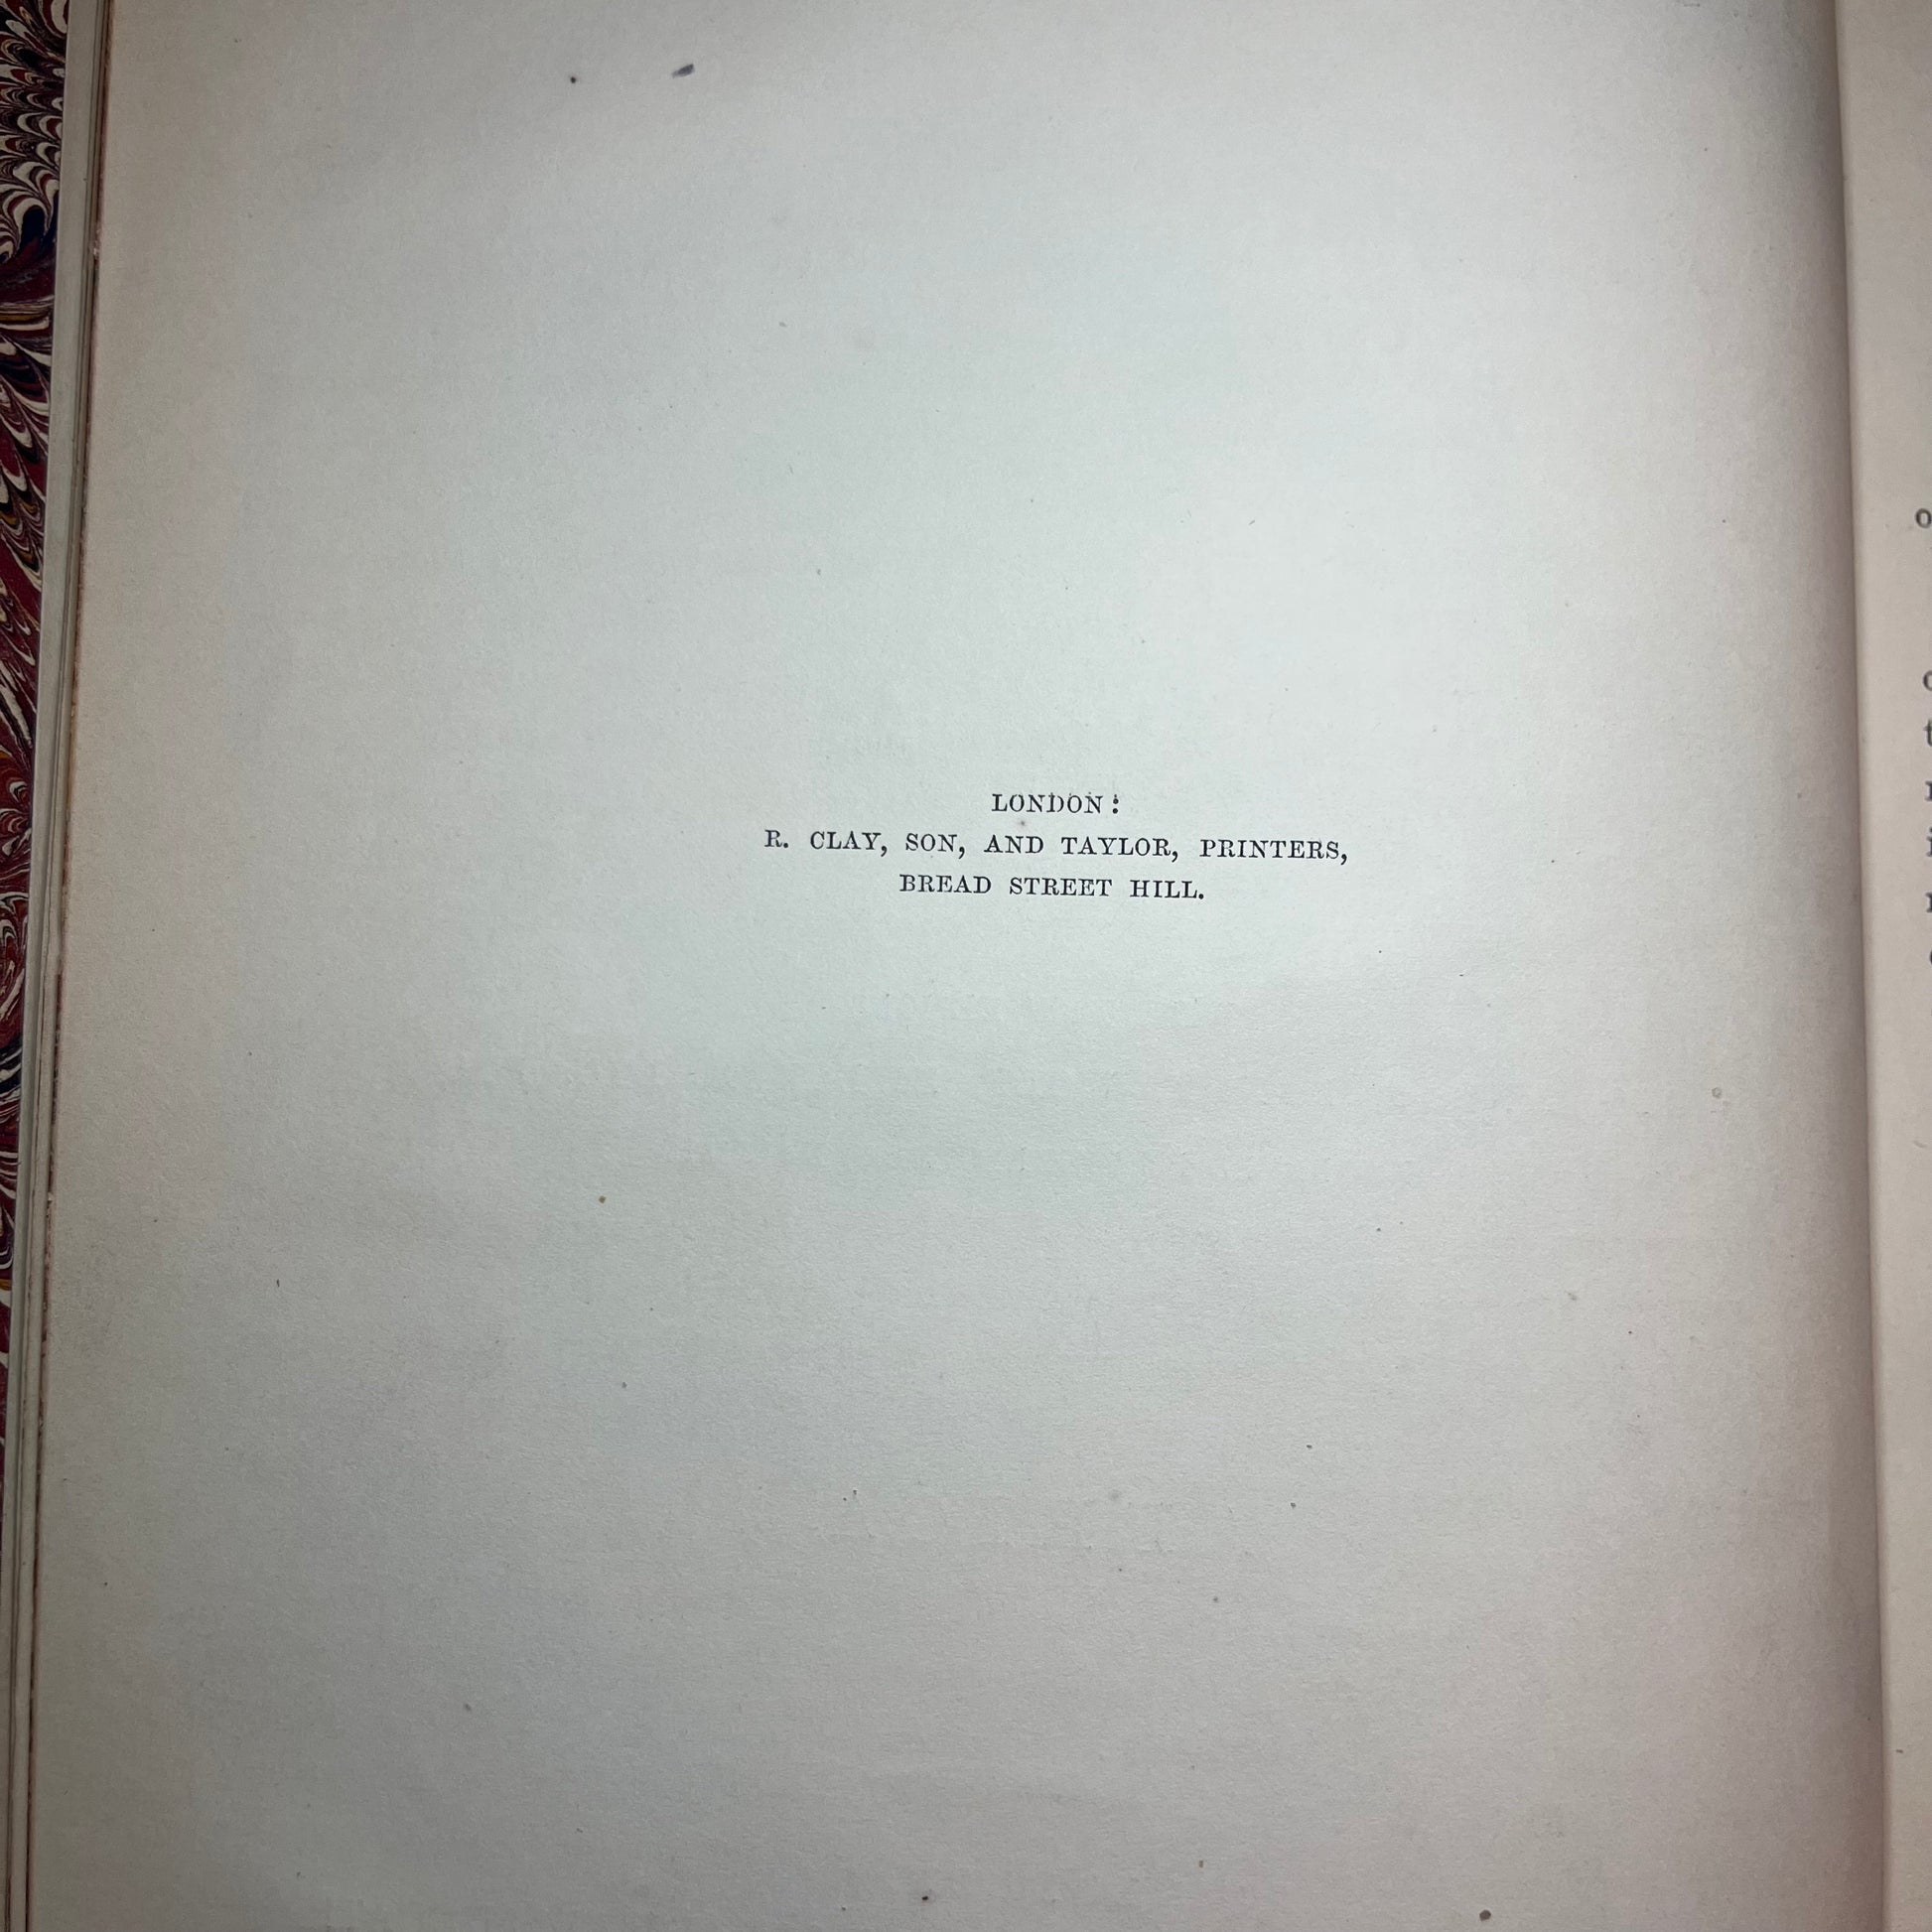 LONDON:
R. CLAY, SON, AND TAYLOR, PRINTERS,
BREAD STREET HILL.